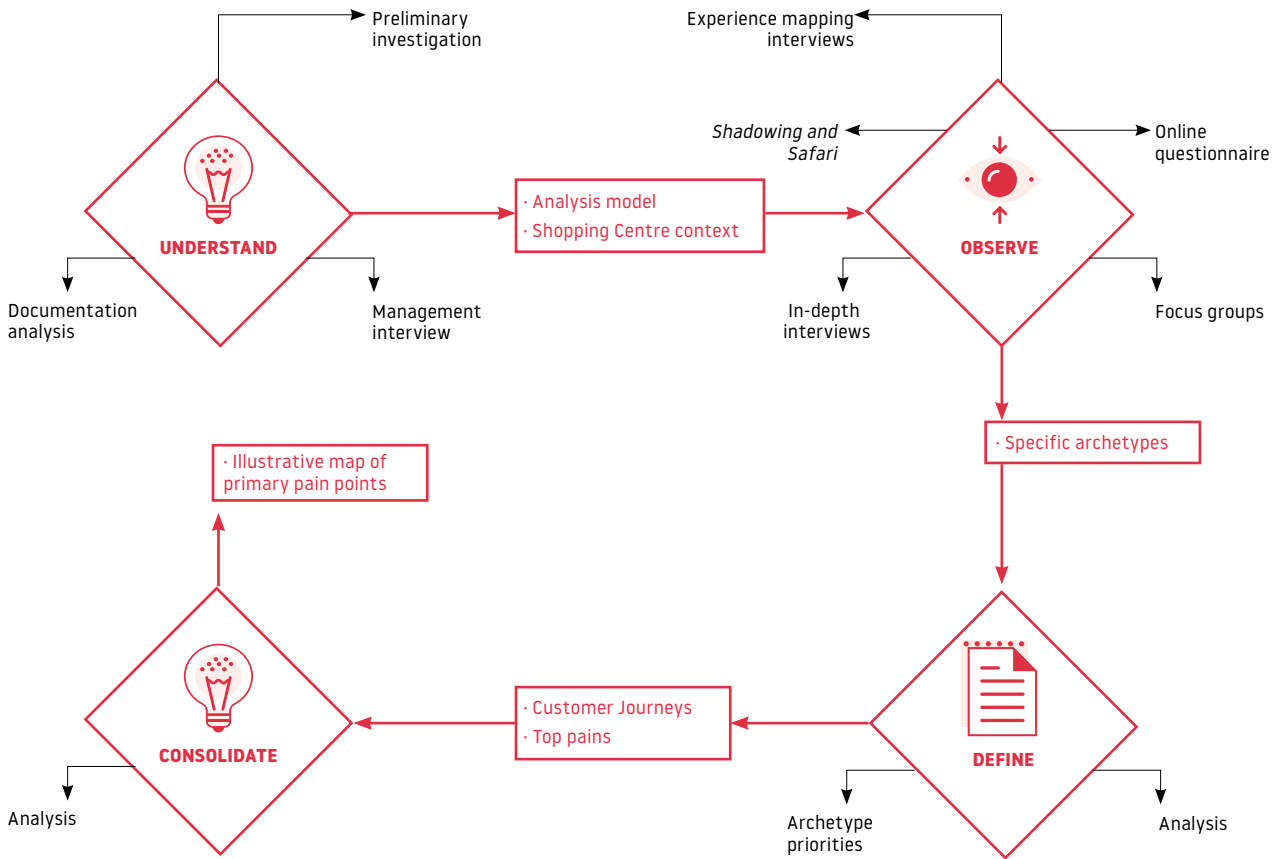 Preliminary
investigation
UNDERSTAND
Documentation
analysis
Management
interview
· Analysis model
· Shopping Centre context
Experience mapping
interviews
Shadowing and
Safari
Online
questionnaire
OBSERVE
In-depth
interviews
Focus groups
· Specific archetypes
DEFINE
Archetype
priorities
Analysis
· Customer Journeys
· Top pains
CONSOLIDATE
Analysis
· Illustrative map of
primary pain points